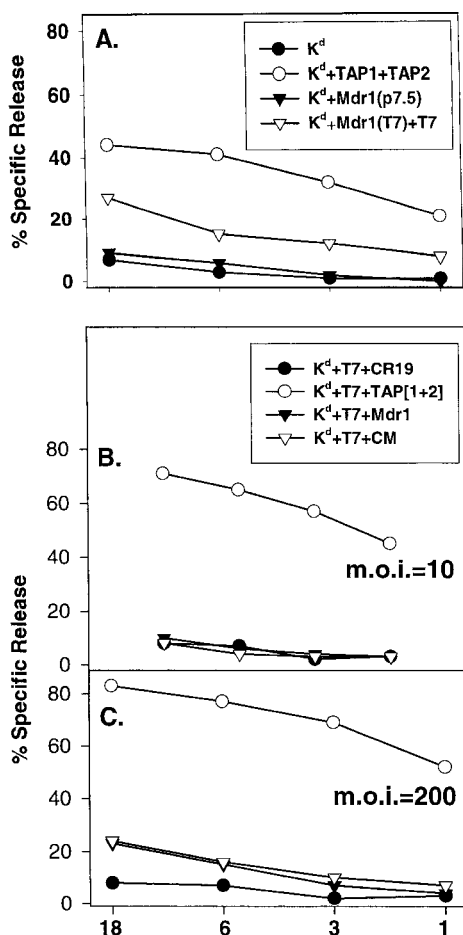 A.
K^d
K^d+TAP1+TAP2
K^d+Mdr1(p7.5)
K^d+Mdr1(T7)+T7
80
60
40
20
0
% Specific Release
K^d+T7+CR19
K^d+T7+TAP[1+2]
K^d+T7+Mdr1
K^d+T7+CM
B.
80
60
40
20
0
m.o.i.=10
C.
80
60
40
20
0
m.o.i.=200
% Specific Release
18 6 3 1